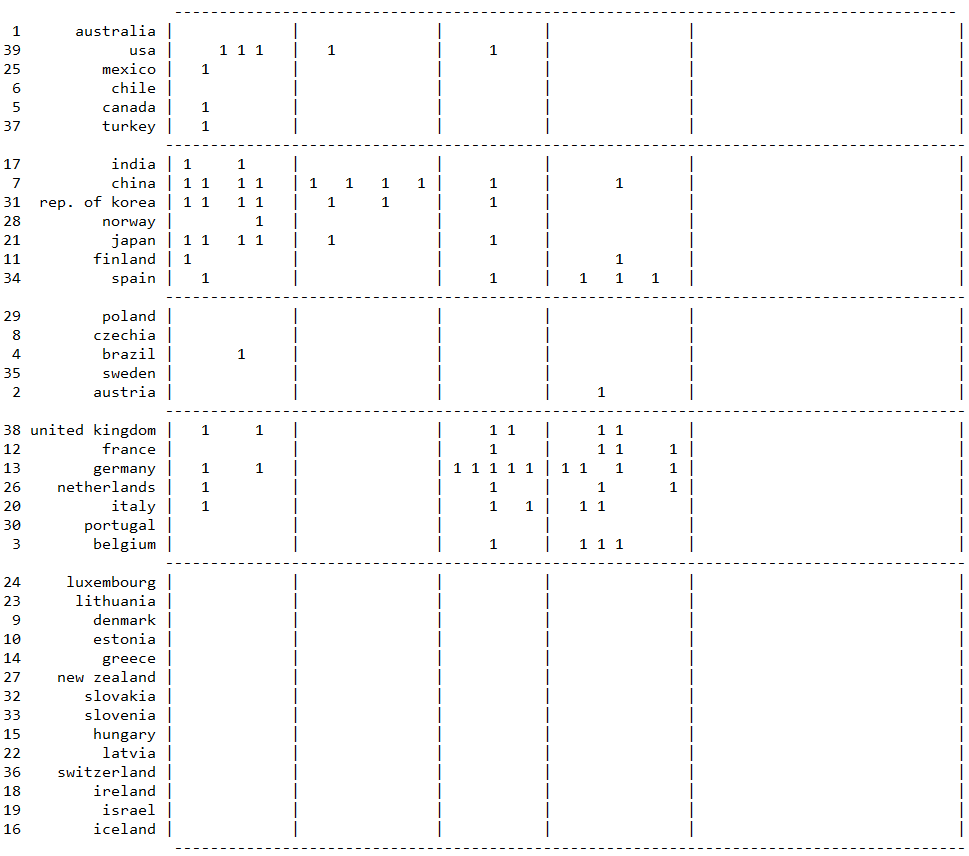 ---------------------------------------------------------------------------------------
1 australia | | | | | |
39 usa | 1 1 1 | 1 | 1 | | |
25 mexico | 1 | | | | |
6 chile | | | | | |
5 canada | 1 | | | | |
37 turkey | 1 | | | | |
-----------------------------------------------------------------------------------------
17 india | 1 1 | | | | |
7 china | 1 1 1 1 | 1 1 1 1 | 1 | 1 | |
31 rep. of korea | 1 1 1 1 | 1 1 | 1 | | |
28 norway | 1 | | | | |
21 japan | 1 1 1 1 | 1 | 1 | | |
11 finland | 1 | | | 1 | |
34 spain | 1 | | 1 | 1 1 1 | |
-----------------------------------------------------------------------------------------
29 poland | | | | | |
8 czechia | | | | | |
4 brazil | 1 | | | | |
35 sweden | | | | | |
2 austria | | | | 1 | |
-----------------------------------------------------------------------------------------
38 united kingdom | 1 1 | | 1 1 | 1 1 | |
12 france | | | 1 | 1 1 1 | |
13 germany | 1 1 | | 1 1 1 1 1 | 1 1 1 1 | |
26 netherlands | 1 | | 1 | 1 1 | |
20 italy | 1 | | 1 1 | 1 1 | |
30 portugal | | | | | |
3 belgium | | | 1 | 1 1 1 | |
-----------------------------------------------------------------------------------------
24 luxembourg | | | | | |
23 lithuania | | | | | |
9 denmark | | | | | |
10 estonia | | | | | |
14 greece | | | | | |
27 new zealand | | | | | |
32 slovakia | | | | | |
33 slovenia | | | | | |
15 hungary | | | | | |
22 latvia | | | | | |
36 switzerland | | | | | |
18 ireland | | | | | |
19 israel | | | | | |
16 iceland | | | | | |
----------------------------------------------------------------------------------------